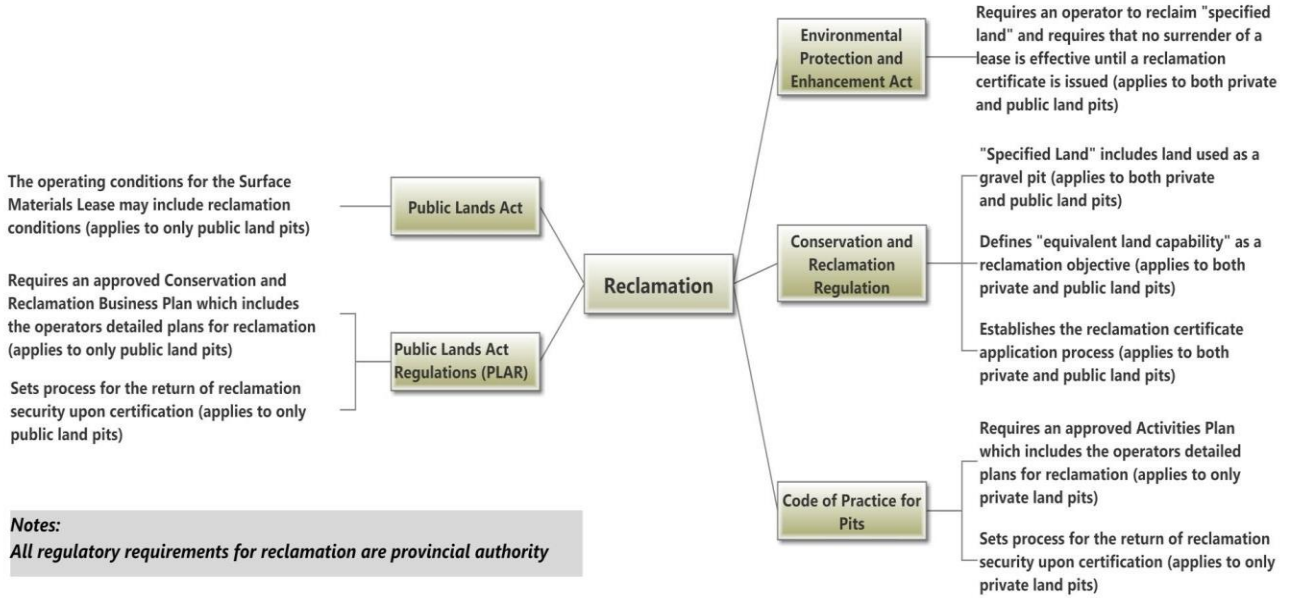 The operating conditions for the Surface
Materials Lease may include reclamation
conditions (applies to only public land pits)
Public Lands Act
Requires an approved Conservation and
Reclamation Business Plan which includes
the operators detailed plans for reclamation
(applies to only public land pits)
Sets process for the return of reclamation
security upon certification (applies to only
public land pits)
Public Lands Act
Regulations (PLAR)
Reclamation
Environmental
Protection and
Enhancement Act
Requires an operator to reclaim "specified
land" and requires that no surrender of a
lease is effective until a reclamation
certificate is issued (applies to both private
and public land pits)
Conservation and
Reclamation
Regulation
"Specified Land" includes land used as a
gravel pit (applies to both private
and public land pits)
Defines "equivalent land capability" as a
reclamation objective (applies to both
private and public land pits)
Establishes the reclamation certificate
application process (applies to both
private and public land pits)
Code of Practice for
Pits
Requires an approved Activities Plan
which includes the operators detailed
plans for reclamation (applies to only
private land pits)
Sets process for the return of reclamation
security upon certification (applies to only
private land pits)
Notes:
All regulatory requirements for reclamation are provincial authority